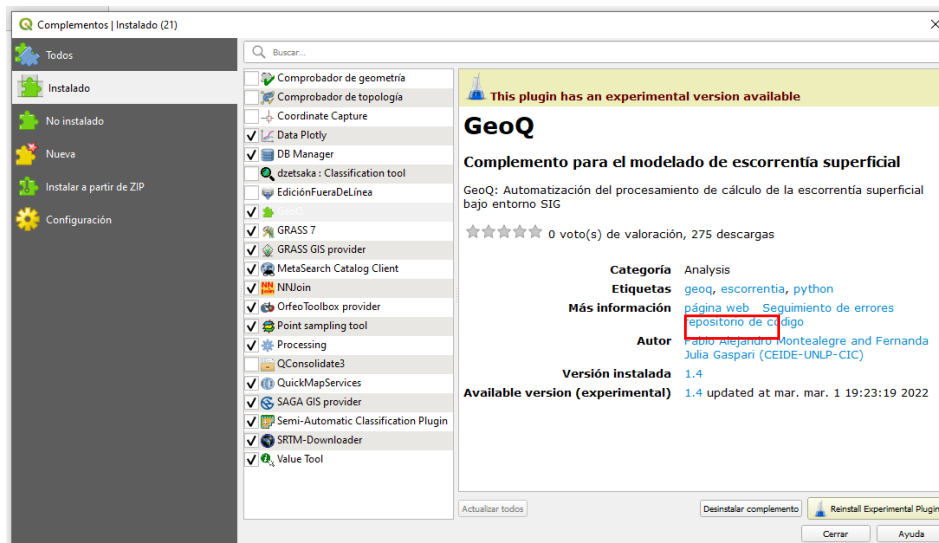 Complementos | Instalado (21)
Todos
Instalado
No instalado
Nueva
Instalar a partir de ZIP
Configuración
Buscar...
Comprobador de geometría
Comprobador de topología
Coordinate Capture
Data Plotly
DB Manager
dzetsaka : Classification tool
EdiciónFueraDeLínea
GeoQ
GRASS 7
GRASS GIS provider
MetaSearch Catalog Client
NNJoin
OrfeoToolbox provider
Point sampling tool
Processing
QConsolidate3
QuickMapServices
SAGA GIS provider
Semi-Automatic Classification Plugin
SRTM-Downloader
Value Tool
This plugin has an experimental version available
GeoQ
Complemento para el modelado de escorrentía superficial
GeoQ: Automatización del procesamiento de cálculo de la escorrentía superficial
bajo entorno SIG
0 voto(s) de valoración, 275 descargas
Categoría Analysis
Etiquetas geoq, escorrentia, python
Más información página web Seguimiento de errores
repositorio de código
Autor Pablo Alejandro Montealegre and Fernanda
Julia Gaspari (CEIDE-UNLP-CIC)
Versión instalada 1.4
Available version (experimental) 1.4 updated at mar. mar. 1 19:23:19 2022
Actualizar todos
Desinstalar complemento
Reinstall Experimental Plugin
Cerrar
Ayuda